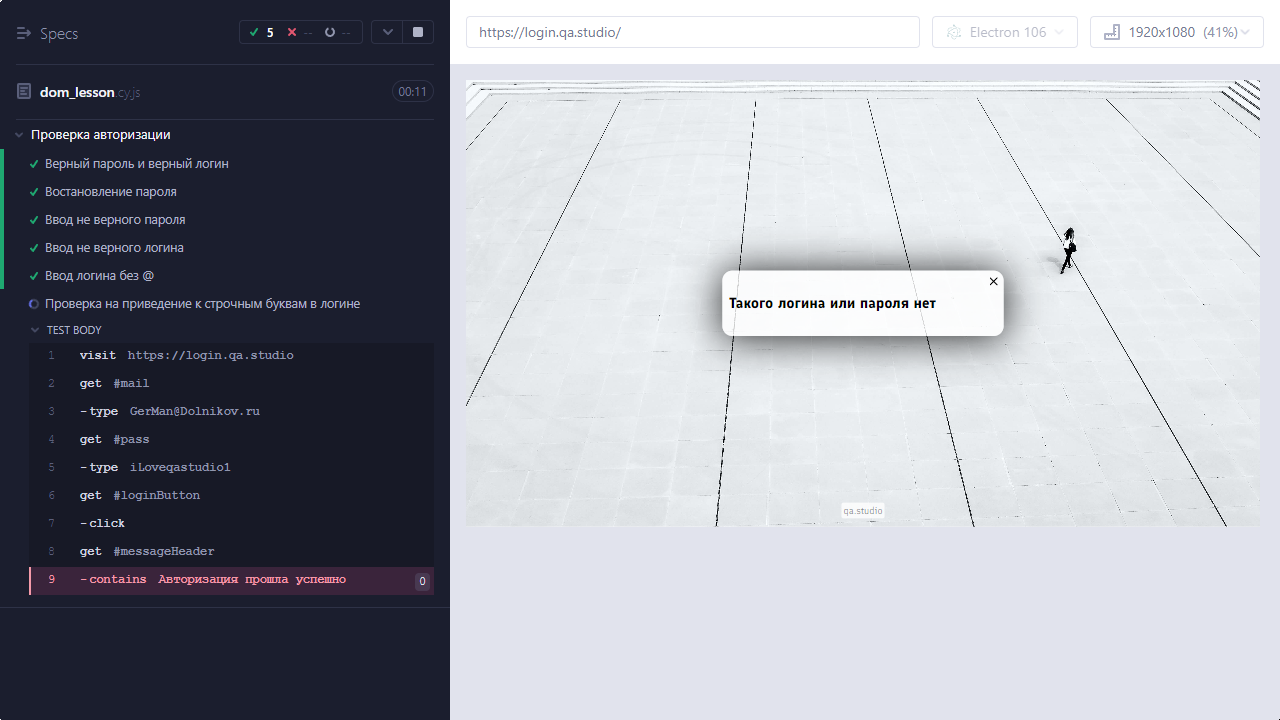 Specs
5
--
--
dom_lesson.cy.js
00:11
Проверка авторизации
Верный пароль и верный логин
Востановление пароля
Ввод не верного пароля
Ввод не верного логина
Ввод логина без @
Проверка на приведение к строчным буквам в логине
TEST BODY
1 visit https://login.qa.studio
2 get #mail
3 -type GerMan@Dolnikov.ru
4 get #pass
5 -type iLoveqastudio1
6 get #loginButton
7 -click
8 get #messageHeader
9 -contains Авторизация прошла успешно 0
https://login.qa.studio/
Electron 106
1920x1080 (41%)
Такого логина или пароля нет
qa.studio